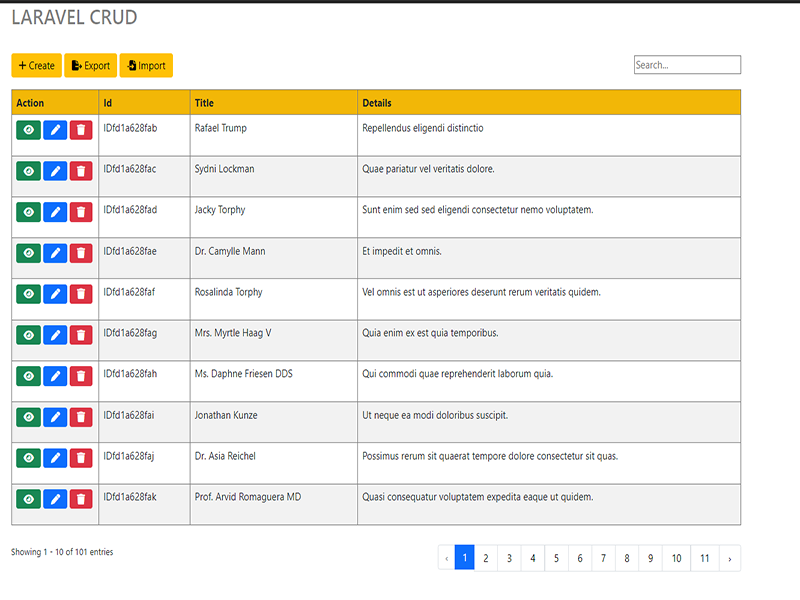 LARAVEL CRUD
Create Export Import Search...
Action Id Title Details
IDfd1a628fab Rafael Trump Repellendus eligendi distinctio
IDfd1a628fac Sydni Lockman Quae pariatur vel veritatis dolore.
IDfd1a628fad Jacky Torphy Sunt enim sed sed eligendi consectetur nemo voluptatem.
IDfd1a628fae Dr. Camylle Mann Et impedit et omnis.
IDfd1a628faf Rosalinda Torphy Vel omnis est ut asperiores deserunt rerum veritatis quidem.
IDfd1a628fag Mrs. Myrtle Haag V Quia enim ex est quia temporibus.
IDfd1a628fah Ms. Daphne Friesen DDS Qui commodi quae reprehenderit laborum quia.
IDfd1a628fai Jonathan Kunze Ut neque ea modi doloribus suscipit.
IDfd1a628faj Dr. Asia Reichel Possimus rerum sit quaerat tempore dolore consectetur sit quas.
IDfd1a628fak Prof. Arvid Romaguera MD Quasi consequatur voluptatem expedita eaque ut quidem.
Showing 1 - 10 of 101 entries ‹ 1 2 3 4 5 6 7 8 9 10 11 ›